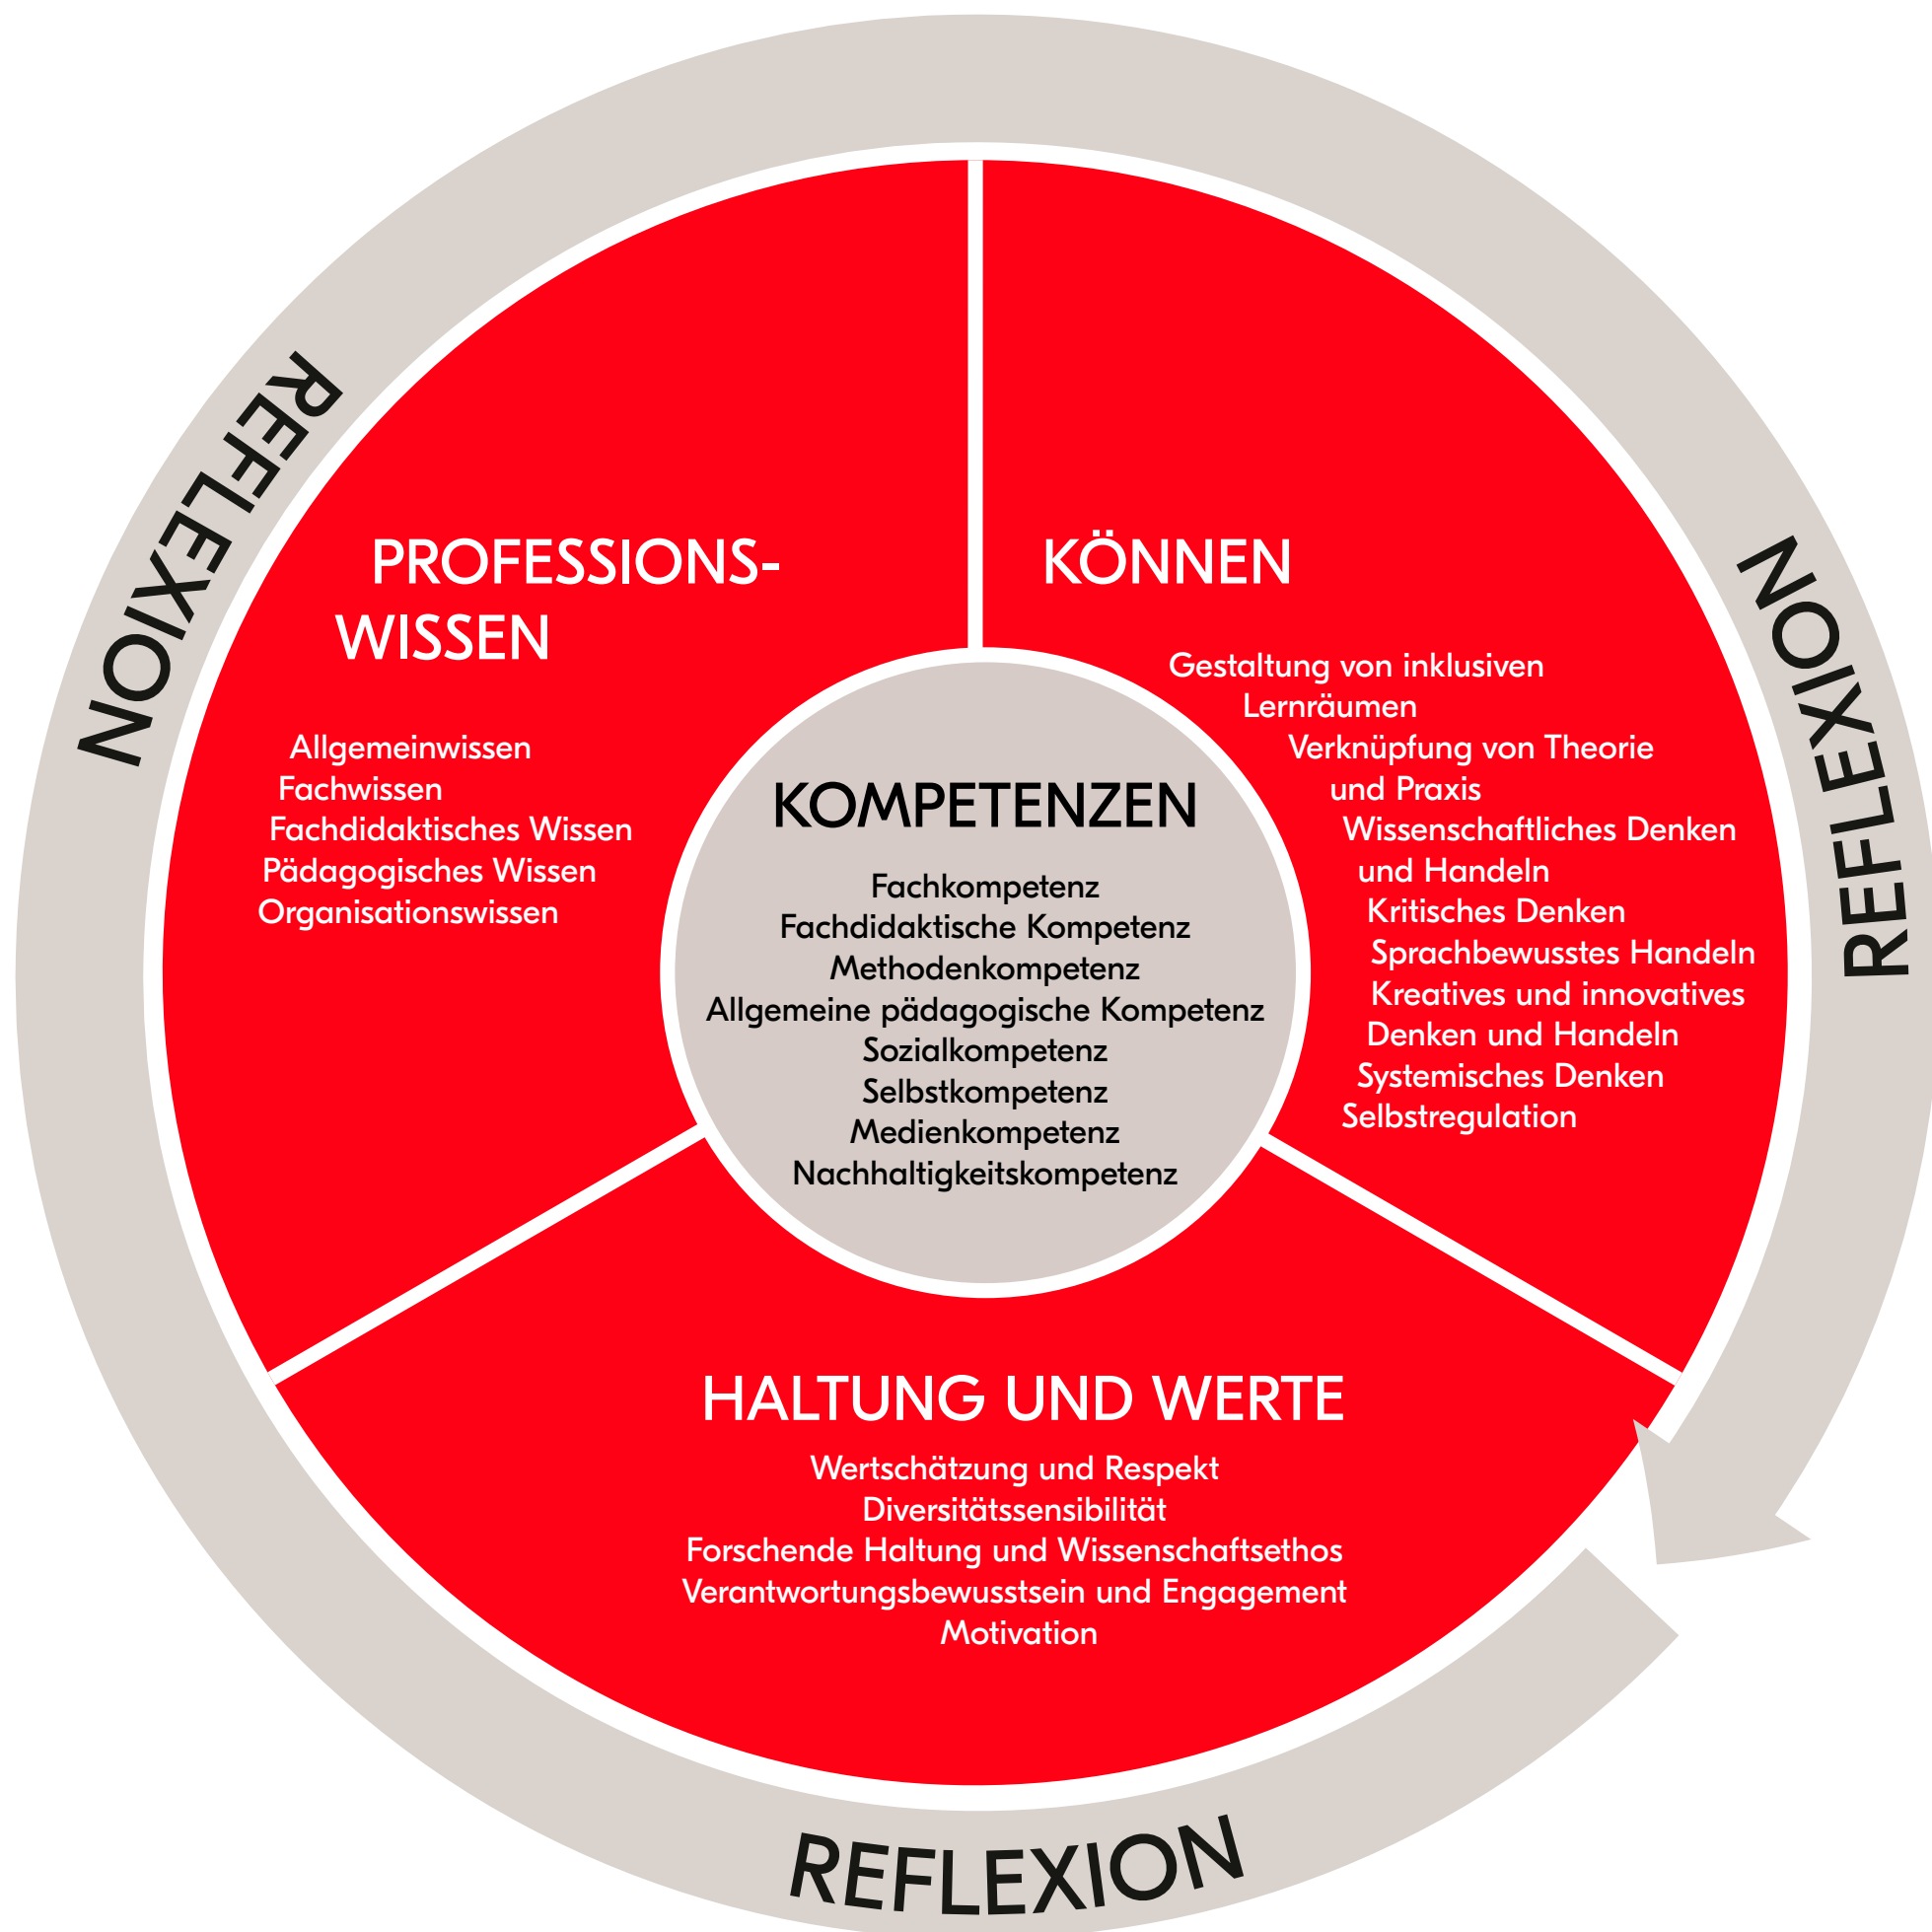 REFLEXION
PROFESSIONS-
WISSEN
Allgemeinwissen
Fachwissen
Fachdidaktisches Wissen
Pädagogisches Wissen
Organisationswissen
KÖNNEN
Gestaltung von inklusiven
Lernräumen
Verknüpfung von Theorie
und Praxis
Wissenschaftliches Denken
und Handeln
Kritisches Denken
Sprachbewusstes Handeln
Kreatives und innovatives
Denken und Handeln
Systemisches Denken
Selbstregulation
REFLEXION
KOMPETENZEN
Fachkompetenz
Fachdidaktische Kompetenz
Methodenkompetenz
Allgemeine pädagogische Kompetenz
Sozialkompetenz
Selbstkompetenz
Medienkompetenz
Nachhaltigkeitskompetenz
HALTUNG UND WERTE
Wertschätzung und Respekt
Diversitätssensibilität
Forschende Haltung und Wissenschaftsethos
Verantwortungsbewusstsein und Engagement
Motivation
REFLEXION